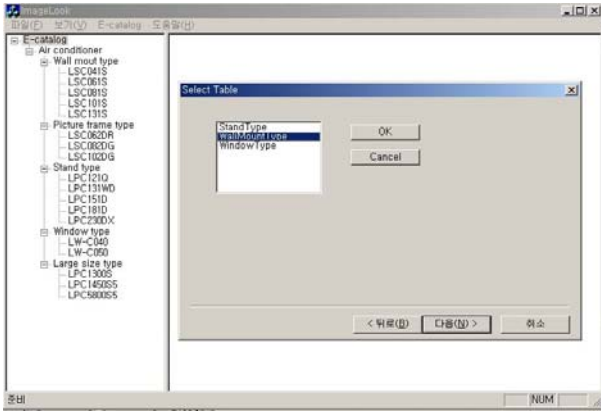 ImageLook
파일(F) 보기(V) E-catalog 도움말(H)
E-catalog
Air conditioner
Wall mout type
LSC041S
LSC061S
LSC081S
LSC101S
LSC131S
Picture frame type
LSC062DR
LSC082DG
LSC102DG
Stand type
LPC121Q
LPC131WD
LPC151D
LPC181D
LPC230DX
Window type
LW-C040
LW-C050
Large size type
LPC1300S
LPC1450S5
LPC5800S5
Select Table
StandType
WallMountType
WindowType
OK
Cancel
< 뒤로(B)
다음(N) >
취소
준비
NUM